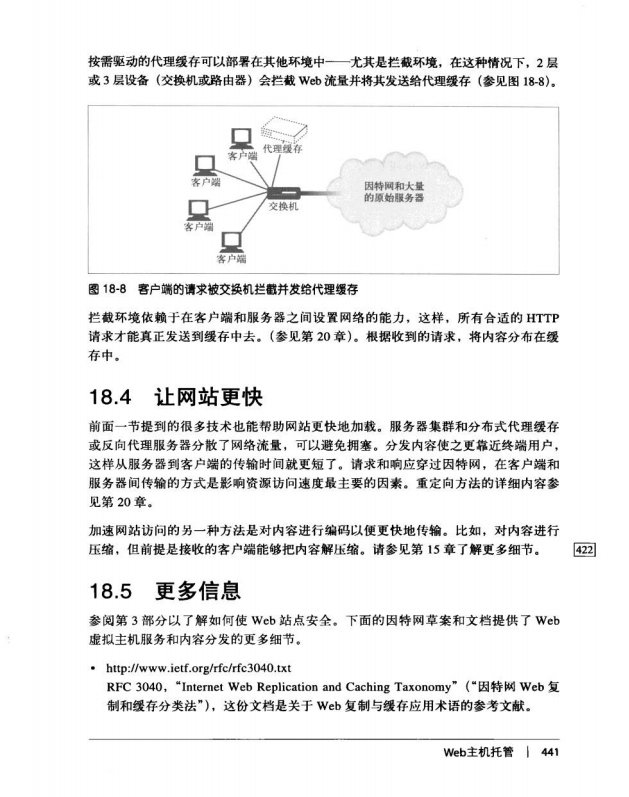 按需驱动的代理缓存可以部署在其他环境中——尤其是拦截环境，在这种情况下，2 层
或 3 层设备（交换机或路由器）会拦截 Web 流量并将其发送给代理缓存（参见图 18-8）。
客户端
代理缓存
客户端
因特网和大量
的原始服务器
交换机
客户端
客户端
图 18-8 客户端的请求被交换机拦截并发给代理缓存
拦截环境依赖于在客户端和服务器之间设置网络的能力，这样，所有合适的 HTTP
请求才能真正发送到缓存中去。（参见第 20 章）。根据收到的请求，将内容分布在缓
存中。
18.4 让网站更快
前面一节提到的很多技术也能帮助网站更快地加载。服务器集群和分布式代理缓存
或反向代理服务器分散了网络流量，可以避免拥塞。分发内容使之更靠近终端用户，
这样从服务器到客户端的传输时间就更短了。请求和响应穿过因特网，在客户端和
服务器间传输的方式是影响资源访问速度最主要的因素。重定向方法的详细内容参
见第 20 章。
加速网站访问的另一种方法是对内容进行编码以便更快地传输。比如，对内容进行
压缩，但前提是接收的客户端能够把内容解压缩。请参见第 15 章了解更多细节。
422
18.5 更多信息
参阅第 3 部分以了解如何使 Web 站点安全。下面的因特网草案和文档提供了 Web
虚拟主机服务和内容分发的更多细节。
• http://www.ietf.org/rfc/rfc3040.txt
RFC 3040，“Internet Web Replication and Caching Taxonomy”（“因特网 Web 复
制和缓存分类法”），这份文档是关于 Web 复制与缓存应用术语的参考文献。
Web主机托管 | 441